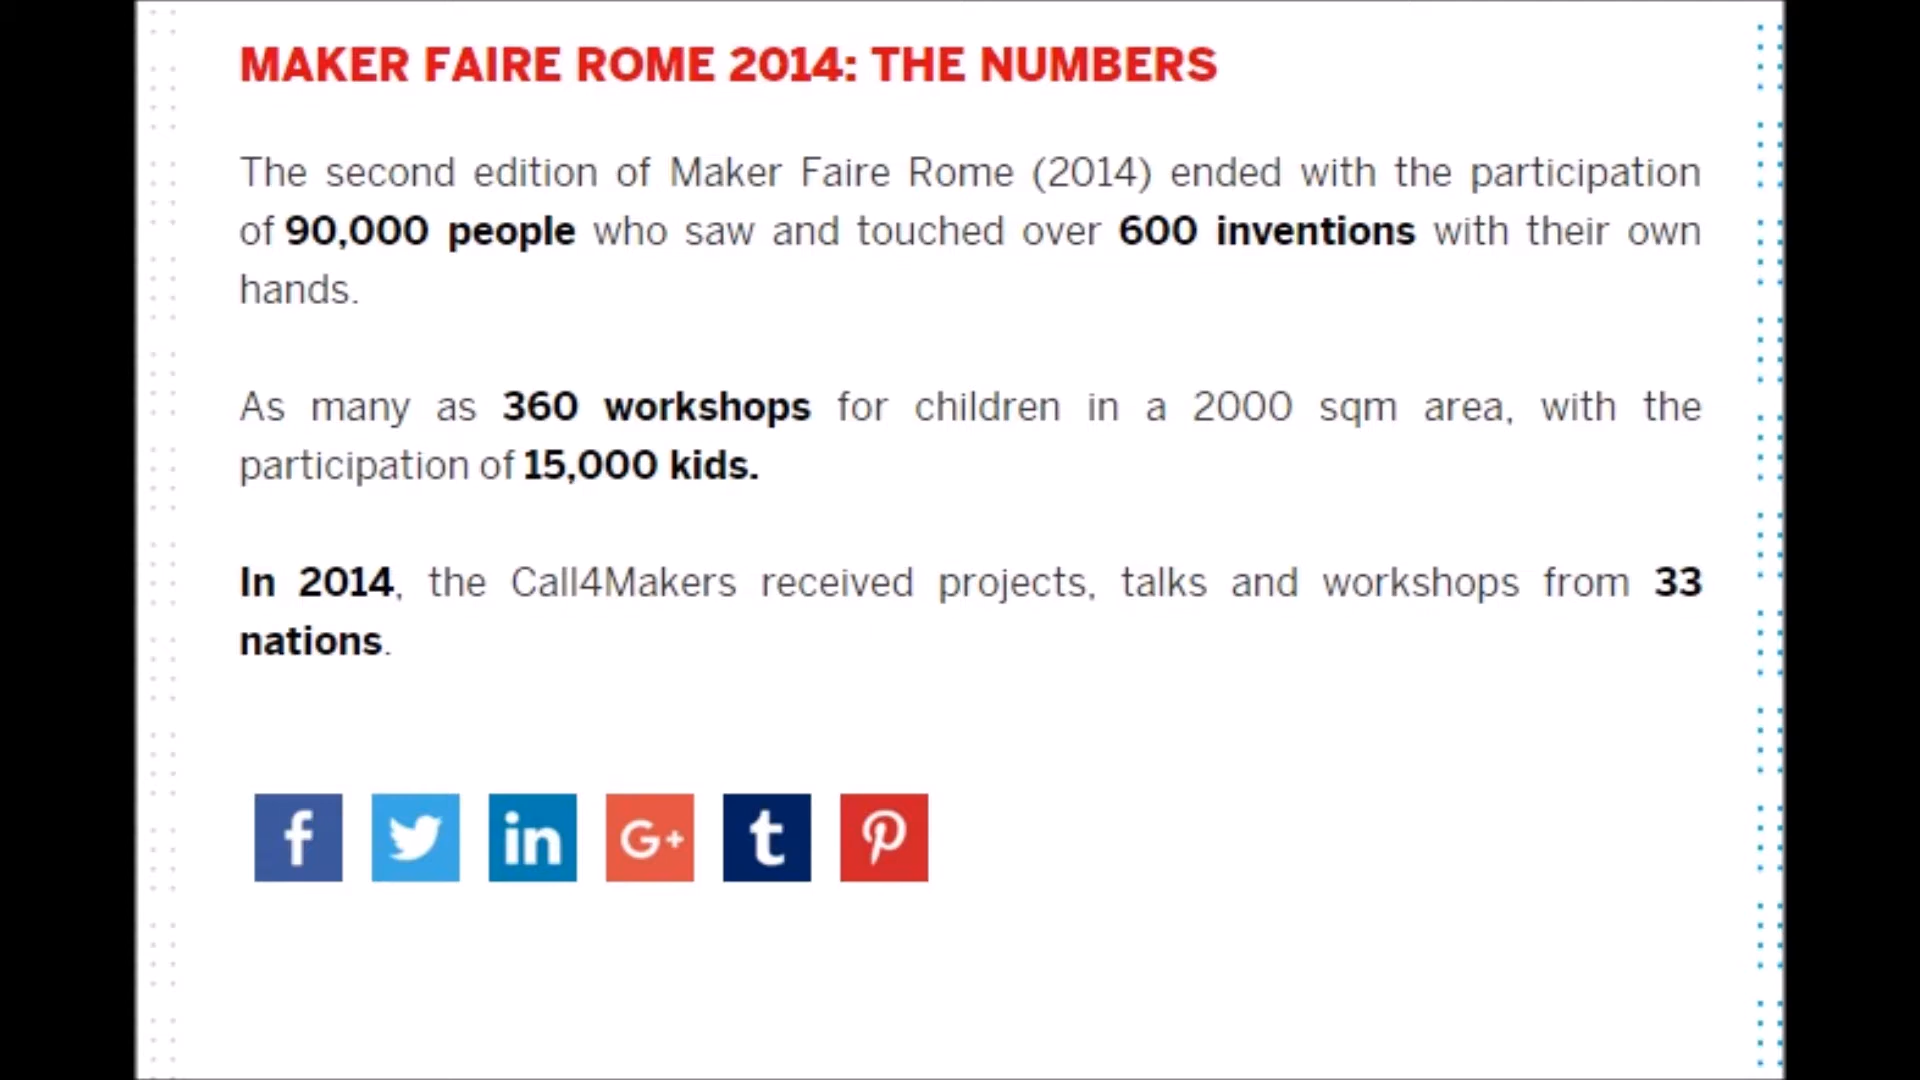 MAKER FAIRE ROME 2014: THE NUMBERS
The second edition of Maker Faire Rome (2014) ended with the participation
of 90,000 people who saw and touched over 600 inventions with their own
hands.
As many as 360 workshops for children in a 2000 sqm area, with the
participation of 15,000 kids.
In 2014, the Call4Makers received projects, talks and workshops from 33
nations.
f in G+ t p